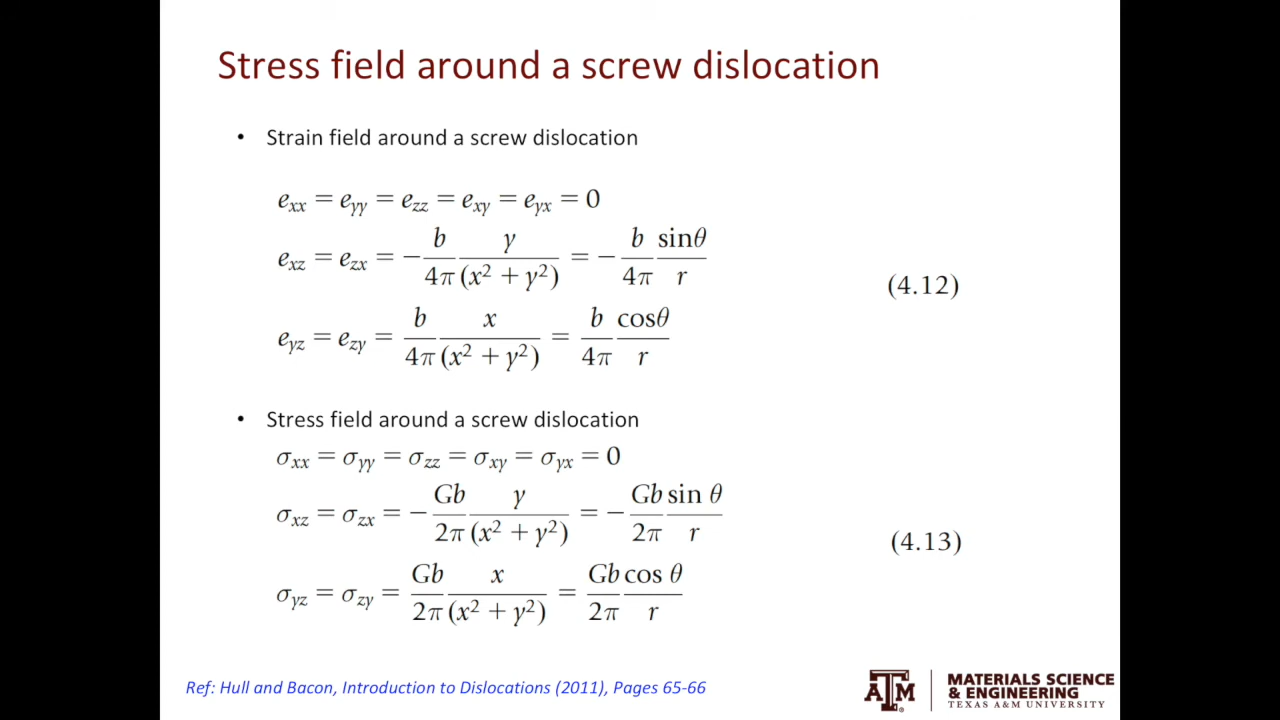 Stress field around a screw dislocation
• Strain field around a screw dislocation
e_xx = e_yy = e_zz = e_xy = e_yx = 0
e_xz = e_zx = − b/4π y/(x² + y²) = − b/4π sinθ/r
e_yz = e_zy = b/4π x/(x² + y²) = b/4π cosθ/r
(4.12)
• Stress field around a screw dislocation
σ_xx = σ_yy = σ_zz = σ_xy = σ_yx = 0
σ_xz = σ_zx = − Gb/2π y/(x² + y²) = − Gb/2π sin θ/r
σ_yz = σ_zy = Gb/2π x/(x² + y²) = Gb/2π cos θ/r
(4.13)
Ref: Hull and Bacon, Introduction to Dislocations (2011), Pages 65-66
ATM®
MATERIALS SCIENCE
& ENGINEERING
TEXAS A&M UNIVERSITY